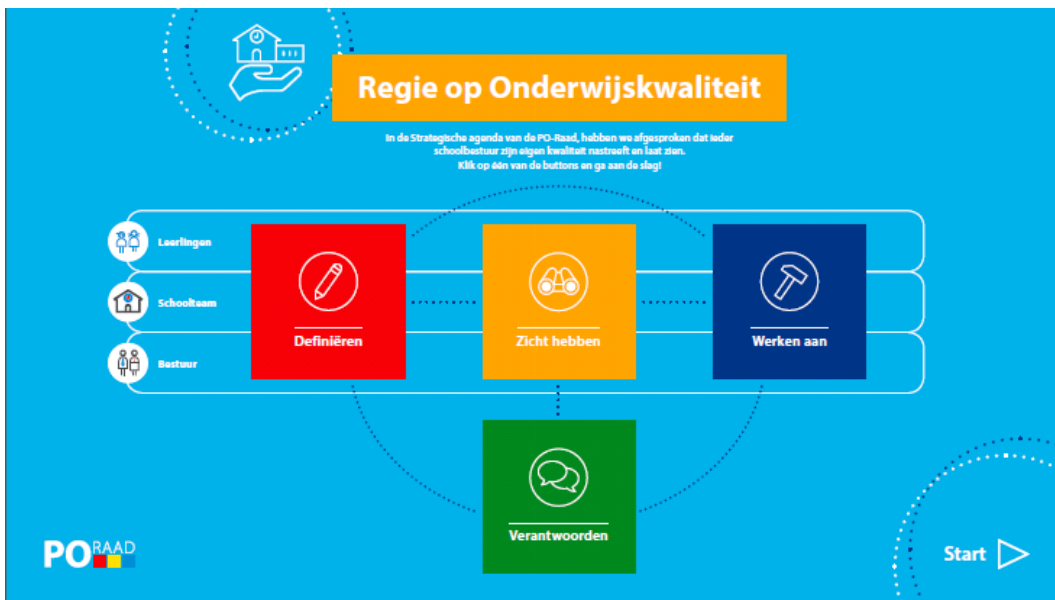 Regie op Onderwijskwaliteit
In de Strategische agenda van de PO-Raad, hebben we afgesproken dat ieder
schoolbestuur zijn eigen kwaliteit nastreeft en laat zien.
Klik op één van de buttons en ga aan de slag!
Leerlingen
Schoolteam
Bestuur
Definiëren
Zicht hebben
Werken aan
Verantwoorden
PO RAAD
Start